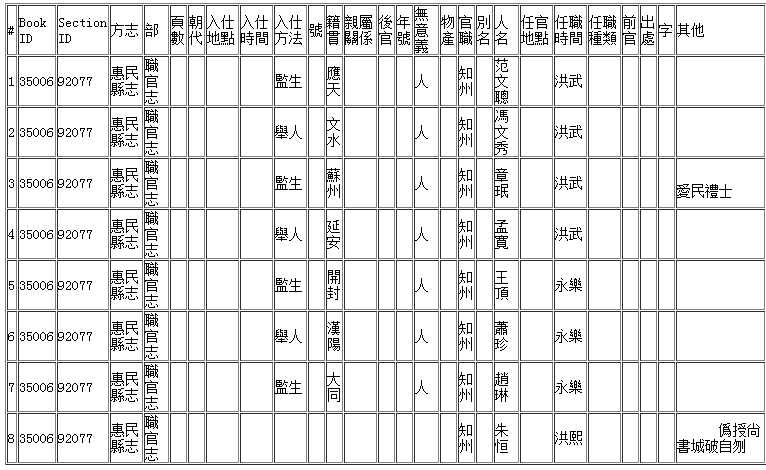 # Book ID Section ID 方志 部 頁數 朝代 入仕地點 入仕時間 入仕方法 號 籍貫 親屬關係 後官 年號 無意義 物產 官職 別名 人名 任官地點 任職時間 任職種類 前官 出處 字 其他
1 35006 92077 惠民縣志 職官志 監生 應天 人 知州 范文聰 洪武
2 35006 92077 惠民縣志 職官志 舉人 文水 人 知州 馮文秀 洪武
3 35006 92077 惠民縣志 職官志 監生 蘇州 人 知州 章珉 洪武 愛民禮士
4 35006 92077 惠民縣志 職官志 舉人 延安 人 知州 孟寬 洪武
5 35006 92077 惠民縣志 職官志 監生 開封 人 知州 王頂 永樂
6 35006 92077 惠民縣志 職官志 舉人 漢陽 人 知州 蕭珍 永樂
7 35006 92077 惠民縣志 職官志 監生 大同 人 知州 趙琳 永樂
8 35006 92077 惠民縣志 職官志 知州 朱恒 洪熙 僞授尙書城破自刎